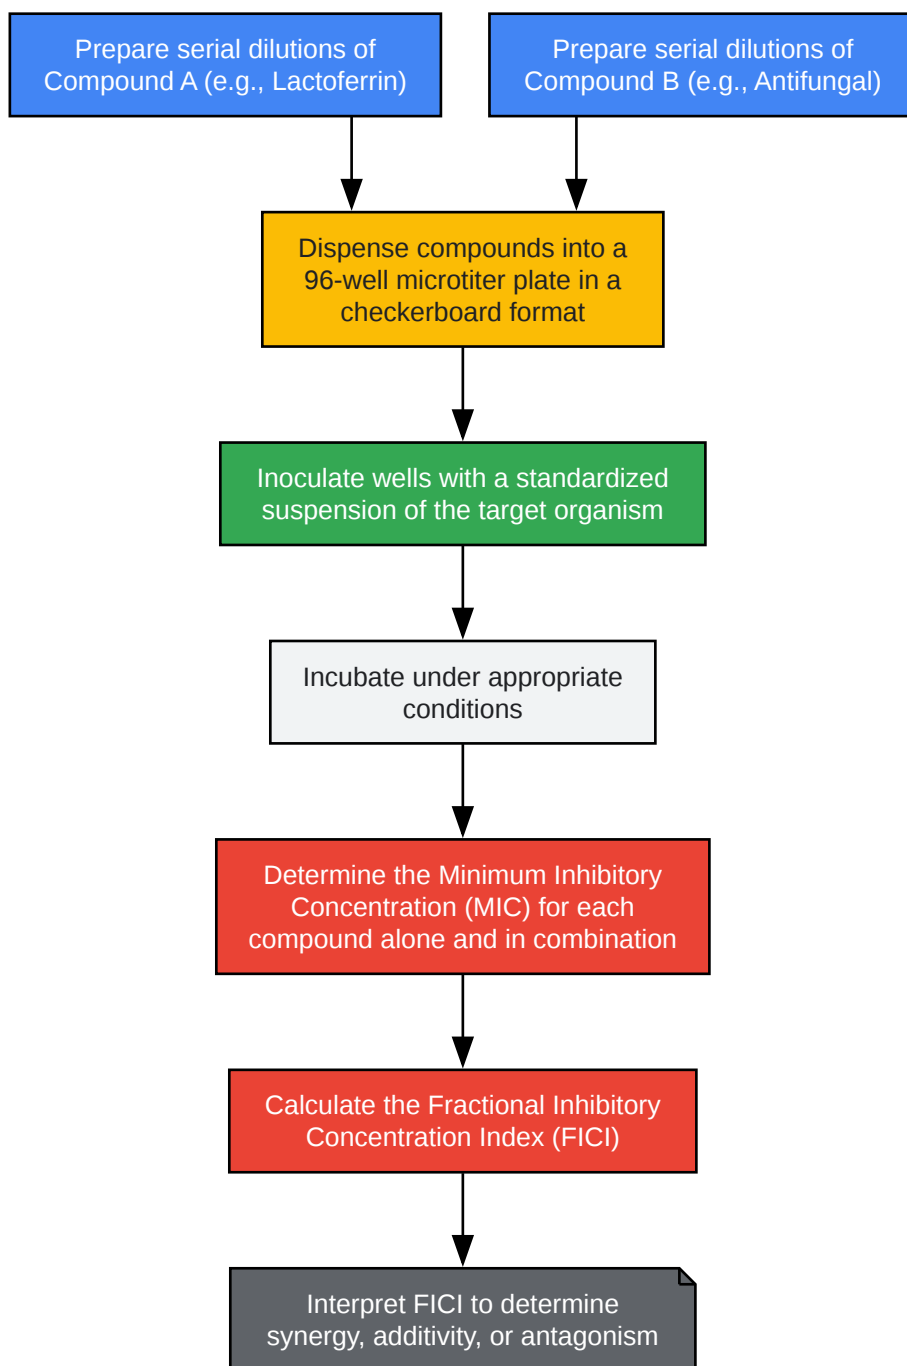 Prepare serial dilutions of
Compound A (e.g., Lactoferrin)
Prepare serial dilutions of
Compound B (e.g., Antifungal)
Dispense compounds into a
96-well microtiter plate in a
checkerboard format
Inoculate wells with a standardized
suspension of the target organism
Incubate under appropriate
conditions
Determine the Minimum Inhibitory
Concentration (MIC) for each
compound alone and in combination
Calculate the Fractional Inhibitory
Concentration Index (FICI)
Interpret FICI to determine
synergy, additivity, or antagonism